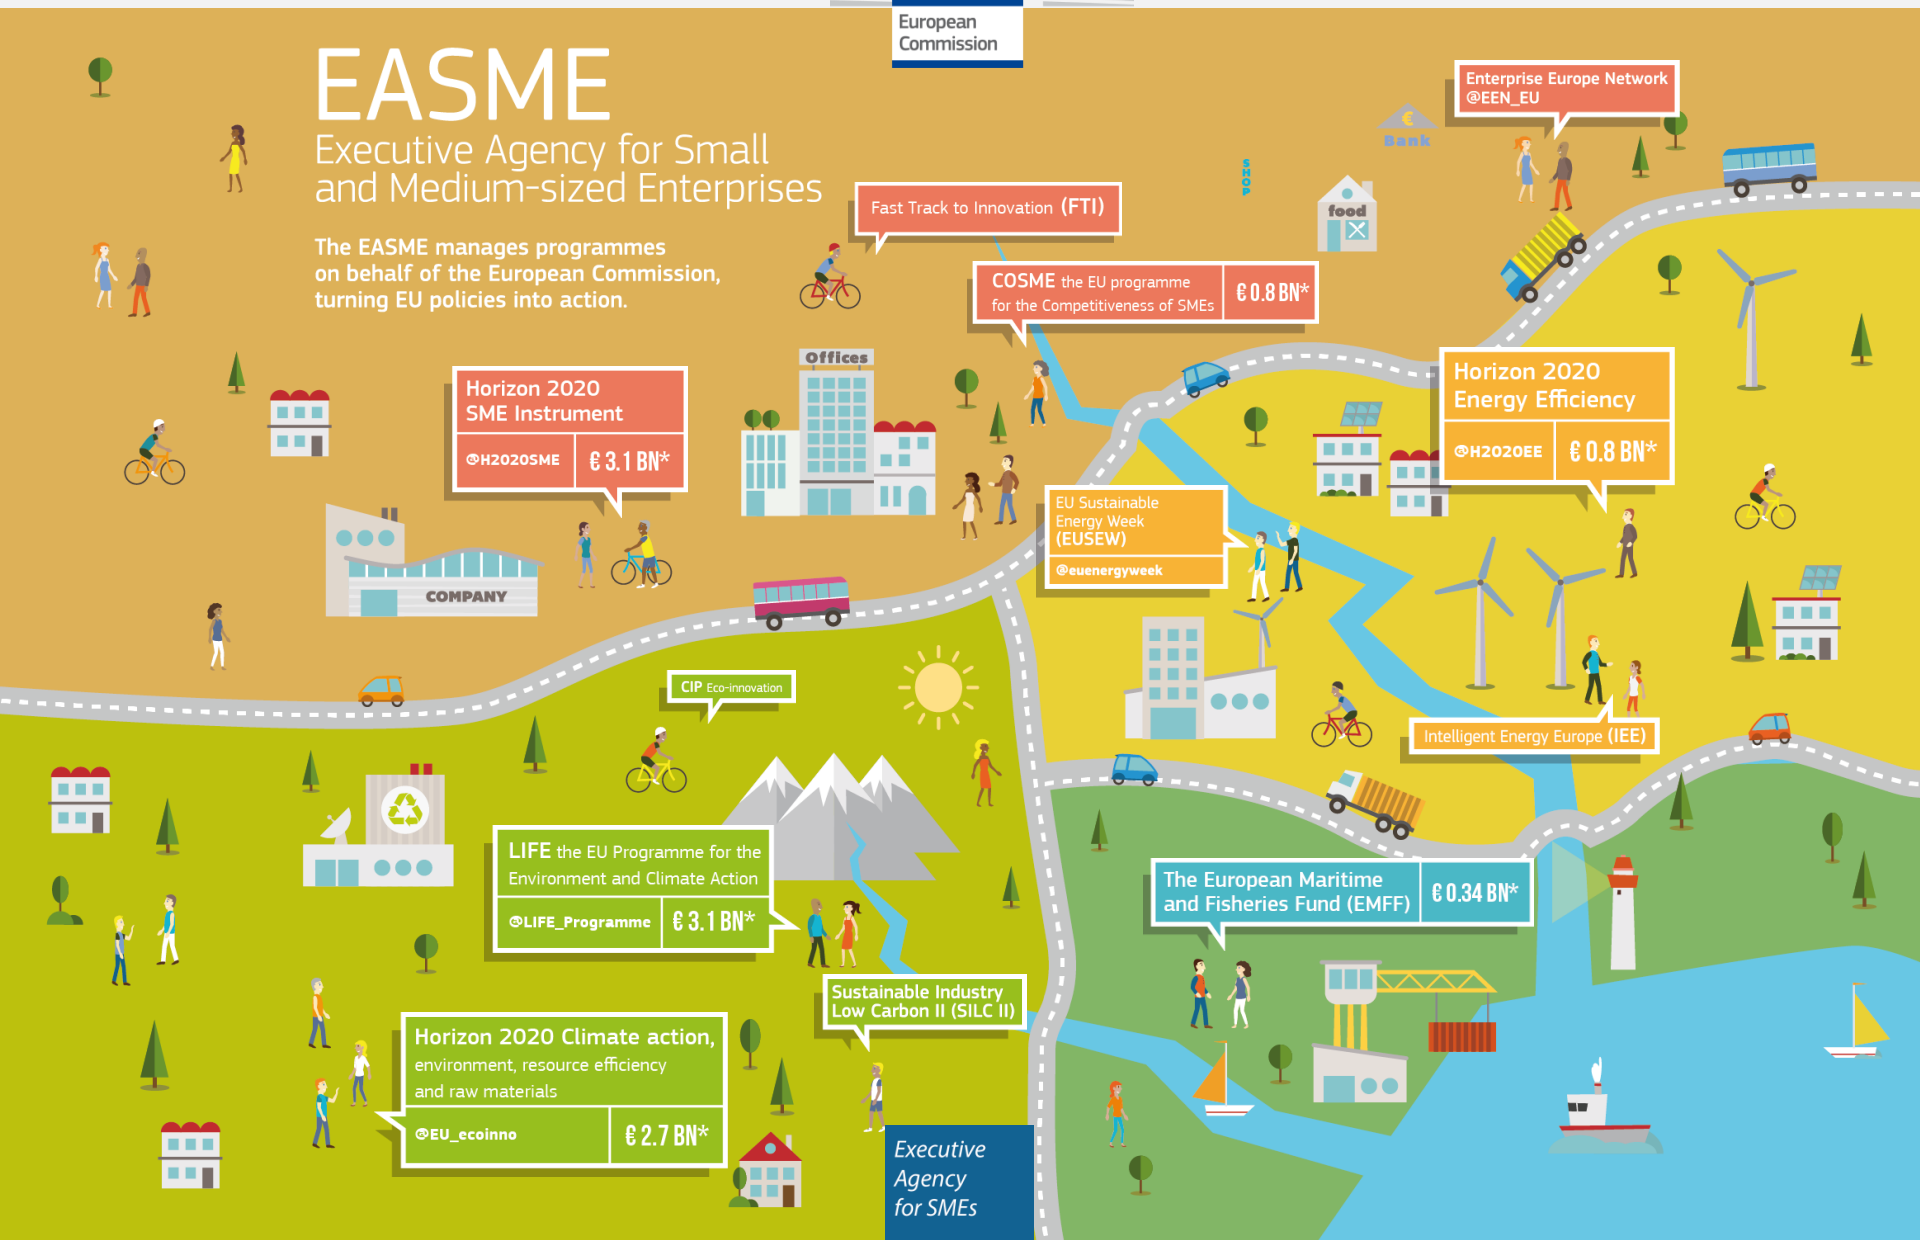 European
Commission
EASME
Executive Agency for Small
and Medium-sized Enterprises
The EASME manages programmes
on behalf of the European Commission,
turning EU policies into action.
Enterprise Europe Network
@EEN_EU
€
Bank
SHOP
food
Fast Track to Innovation (FTI)
COSME the EU programme
for the Competitiveness of SMEs
€ 0.8 BN*
Offices
Horizon 2020
SME Instrument
@H2020SME
€ 3.1 BN*
COMPANY
Horizon 2020
Energy Efficiency
@H2020EE
€ 0.8 BN*
EU Sustainable
Energy Week
(EUSEW)
@euenergyweek
Intelligent Energy Europe (IEE)
CIP Eco-innovation
LIFE the EU Programme for the
Environment and Climate Action
@LIFE_Programme
€ 3.1 BN*
Sustainable Industry
Low Carbon II (SILC II)
Horizon 2020 Climate action,
environment, resource efficiency
and raw materials
@EU_ecoinno
€ 2.7 BN*
The European Maritime
and Fisheries Fund (EMFF)
€ 0.34 BN*
Executive
Agency
for SMEs